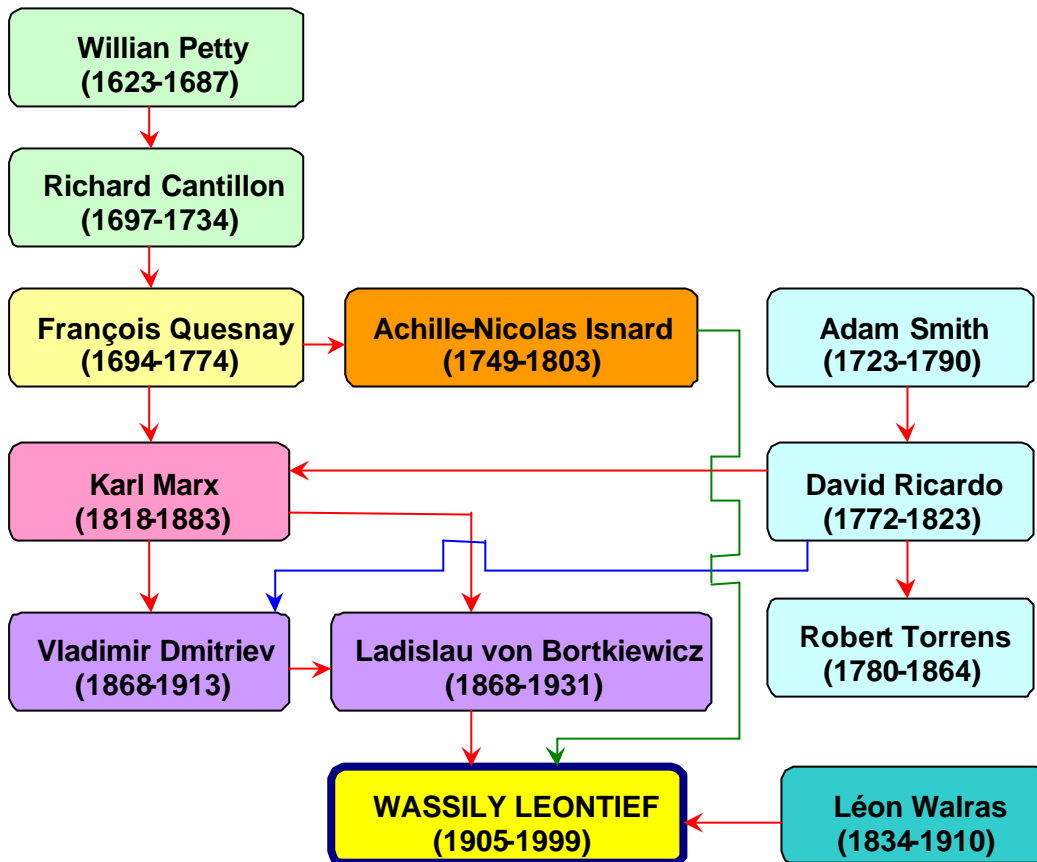 Willian Petty
(1623-1687)
Richard Cantillon
(1697-1734)
François Quesnay
(1694-1774)
Achille-Nicolas Isnard
(1749-1803)
Adam Smith
(1723-1790)
Karl Marx
(1818-1883)
David Ricardo
(1772-1823)
Vladimir Dmitriev
(1868-1913)
Ladislau von Bortkiewicz
(1868-1931)
Robert Torrens
(1780-1864)
WASSILY LEONTIEF
(1905-1999)
Léon Walras
(1834-1910)